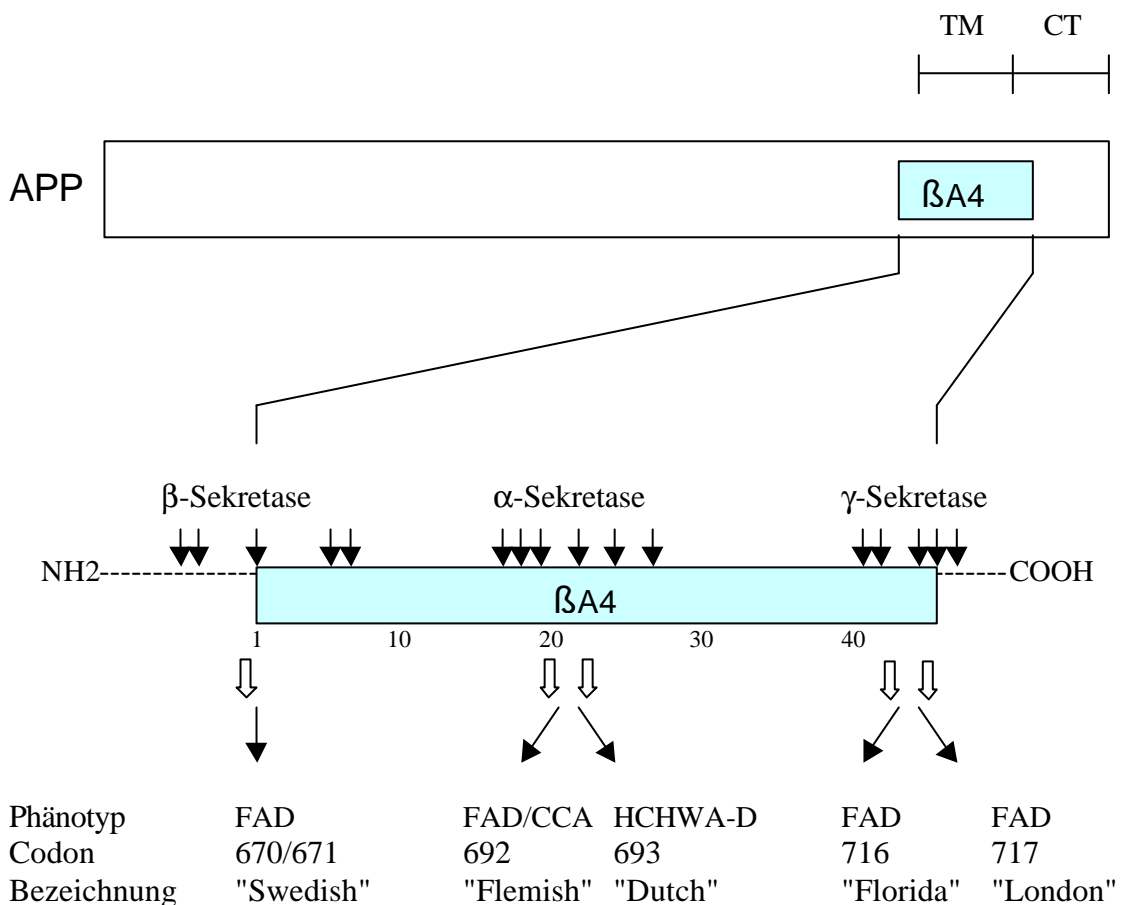 TM CT
APP
ßA4
β-Sekretase α-Sekretase γ-Sekretase
NH2 COOH
ßA4
1 10 20 30 40
Phänotyp FAD FAD/CCA HCHWA-D FAD FAD
Codon 670/671 692 693 716 717
Bezeichnung "Swedish" "Flemish" "Dutch" "Florida" "London"